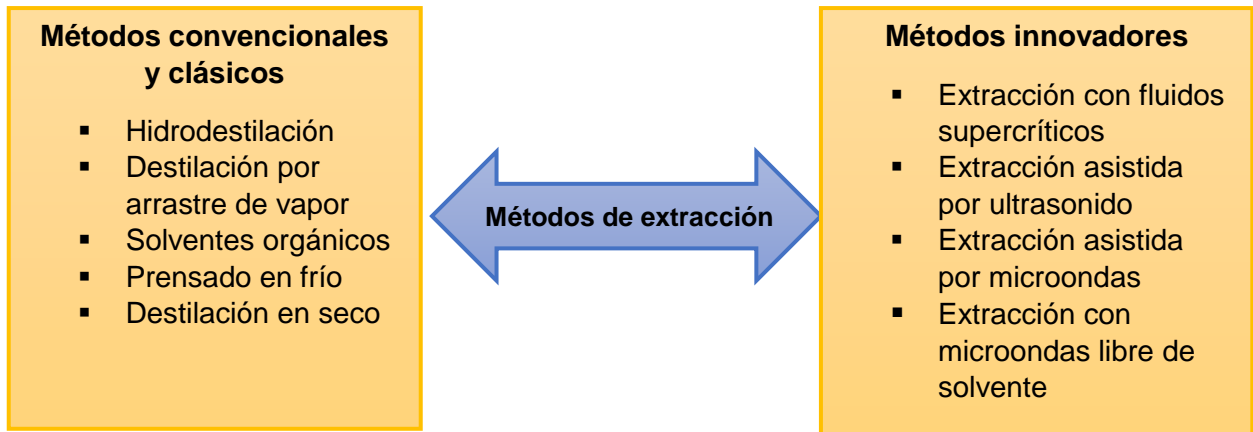 Métodos convencionales
y clásicos
▪ Hidrodestilación
▪ Destilación por
arrastre de vapor
▪ Solventes orgánicos
▪ Prensado en frío
▪ Destilación en seco
Métodos de extracción
Métodos innovadores
▪ Extracción con fluidos
supercríticos
▪ Extracción asistida
por ultrasonido
▪ Extracción asistida
por microondas
▪ Extracción con
microondas libre de
solvente